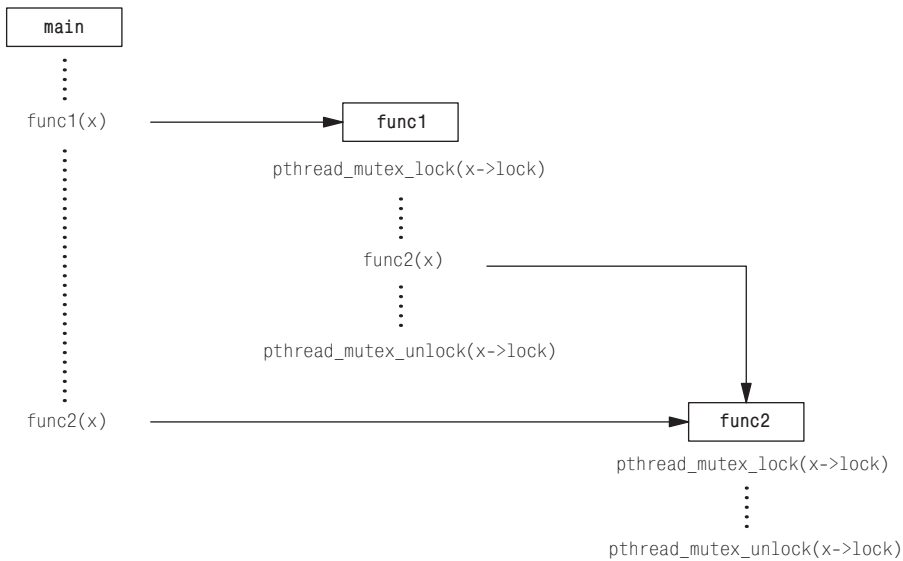 main
func1(x)
func1
pthread_mutex_lock(x->lock)
func2(x)
pthread_mutex_unlock(x->lock)
func2(x)
func2
pthread_mutex_lock(x->lock)
pthread_mutex_unlock(x->lock)